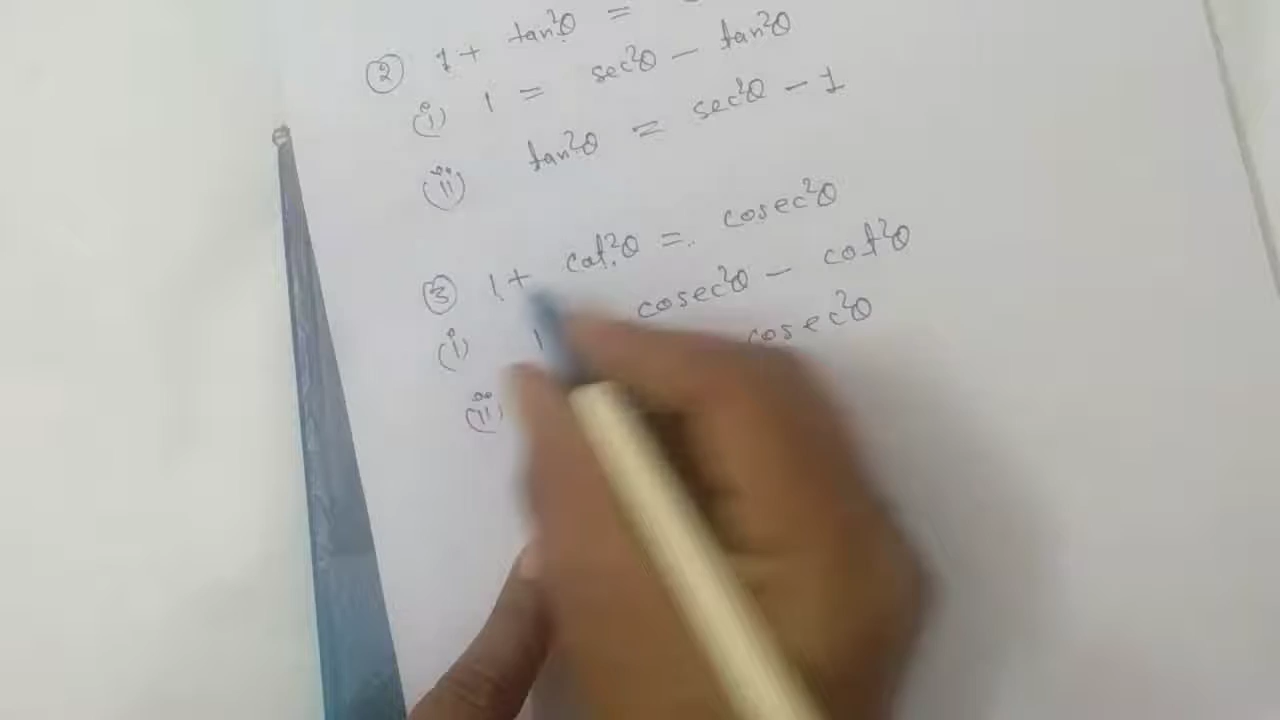 ② 1 + tan²θ =
(i) 1 = sec²θ − tan²θ
(ii) tan²θ = sec²θ − 1
③ 1 + cot²θ = cosec²θ
(i) 1 cosec²θ − cot²θ
(ii) cosec²θ